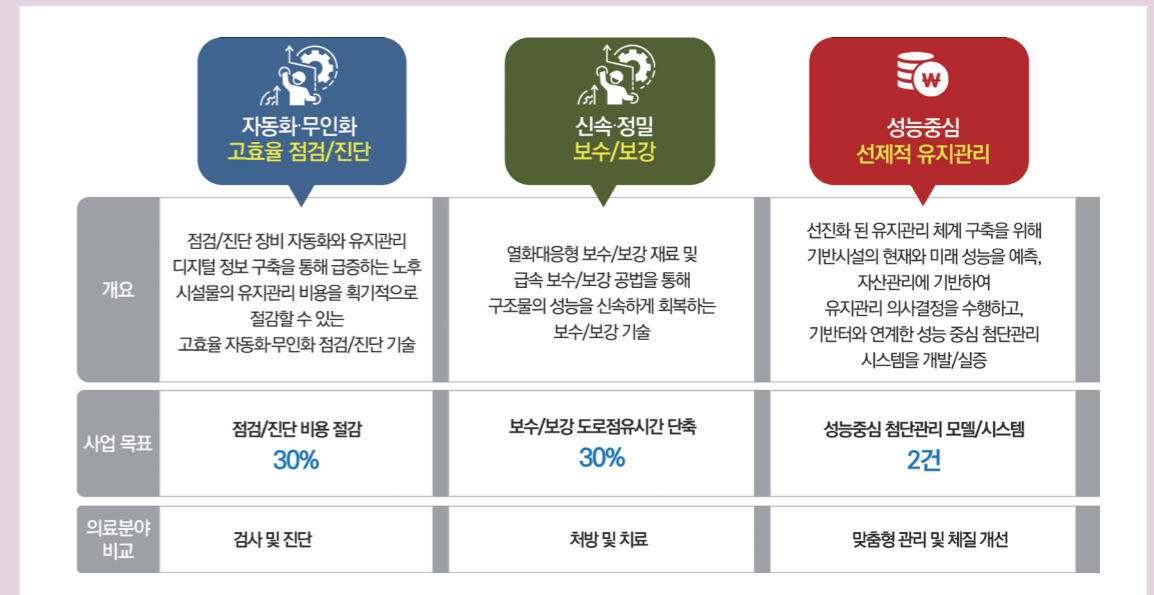 자동화·무인화
고효율 점검/진단
신속·정밀
보수/보강
₩
성능중심
선제적 유지관리
개요
점검/진단 장비 자동화와 유지관리
디지털 정보 구축을 통해 급증하는 노후
시설물의 유지관리 비용을 획기적으로
절감할 수 있는
고효율 자동화·무인화 점검/진단 기술
열화대응형 보수/보강 재료 및
급속 보수/보강 공법을 통해
구조물의 성능을 신속하게 회복하는
보수/보강 기술
선진화 된 유지관리 체계 구축을 위해
기반시설의 현재와 미래 성능을 예측,
자산관리에 기반하여
유지관리 의사결정을 수행하고,
기반터와 연계한 성능 중심 첨단관리
시스템을 개발/실증
사업 목표
점검/진단 비용 절감
30%
보수/보강 도로점유시간 단축
30%
성능중심 첨단관리 모델/시스템
2건
의료분야
비교
검사 및 진단
처방 및 치료
맞춤형 관리 및 체질 개선